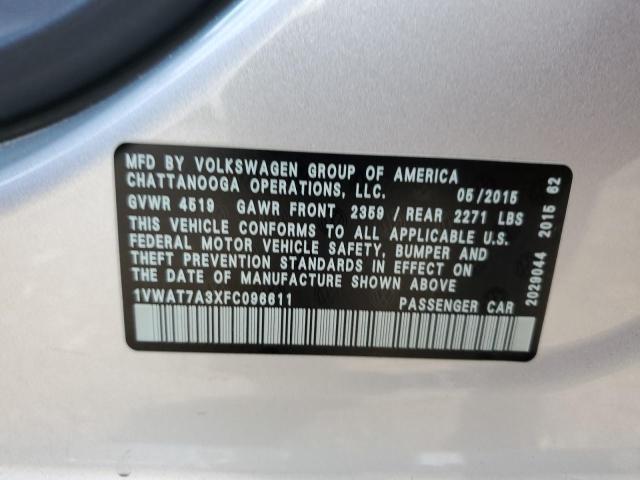 MFD BY VOLKSWAGEN GROUP OF AMERICA
CHATTANOOGA OPERATIONS, LLC. 05/2015
GVWR 4519 GAWR FRONT 2359 / REAR 2271 LBS
THIS VEHICLE CONFORMS TO ALL APPLICABLE U.S.
FEDERAL MOTOR VEHICLE SAFETY, BUMPER AND
THEFT PREVENTION STANDARDS IN EFFECT ON
THE DATE OF MANUFACTURE SHOWN ABOVE
1VWAT7A3XFC096611 PASSENGER CAR
2029044 2015 62